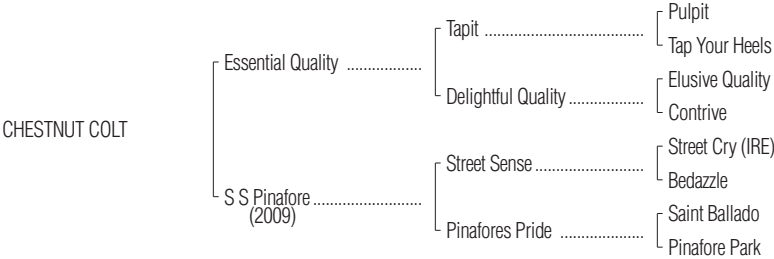 Pulpit
Tapit
Tap Your Heels
Essential Quality
Elusive Quality
Delightful Quality
Contrive
CHESTNUT COLT
Street Cry (IRE)
Street Sense
Bedazzle
S S Pinafore
(2009)
Saint Ballado
Pinafores Pride
Pinafore Park